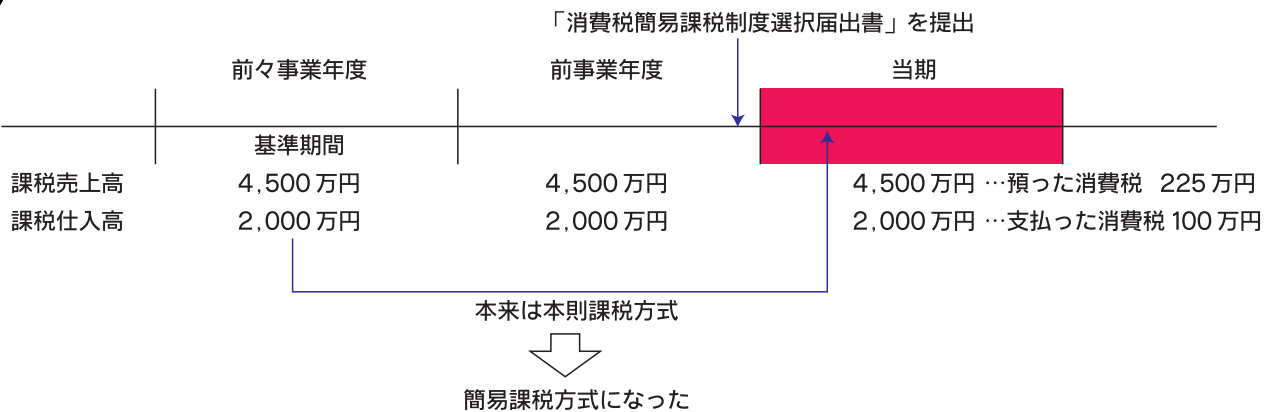 「消費税簡易課税制度選択届出書」を提出
前々事業年度 前事業年度 当期
基準期間
課税売上高 4,500万円 4,500万円 4,500万円 …預った消費税 225万円
課税仕入高 2,000万円 2,000万円 2,000万円 …支払った消費税 100万円
本来は本則課税方式
簡易課税方式になった